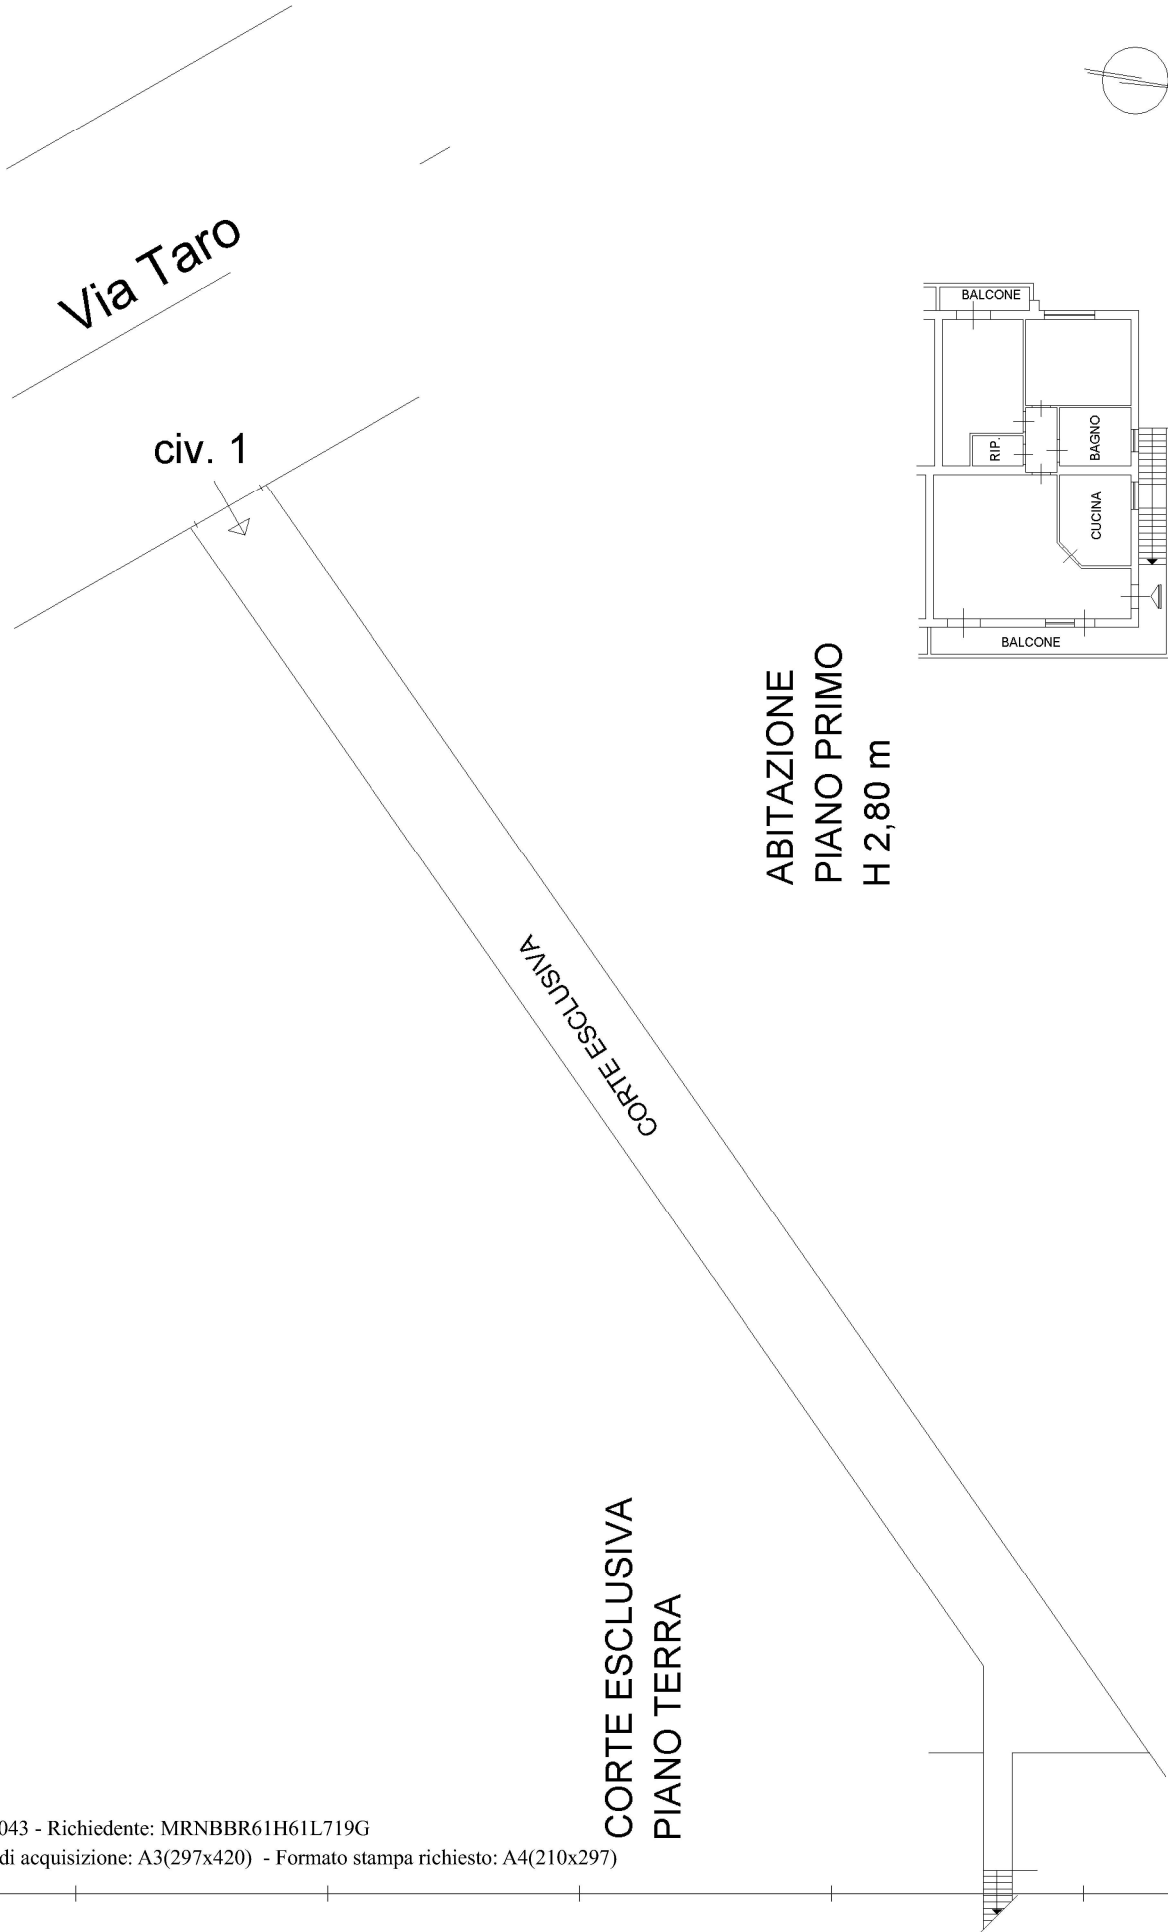 Via Taro
civ. 1
BALCONE
RIP.
BAGNO
CUCINA
BALCONE
ABITAZIONE
PIANO PRIMO
H 2,80 m
CORTE ESCLUSIVA
CORTE ESCLUSIVA
PIANO TERRA
043 - Richiedente: MRNBBR61H61L719G
di acquisizione: A3(297x420) - Formato stampa richiesto: A4(210x297)